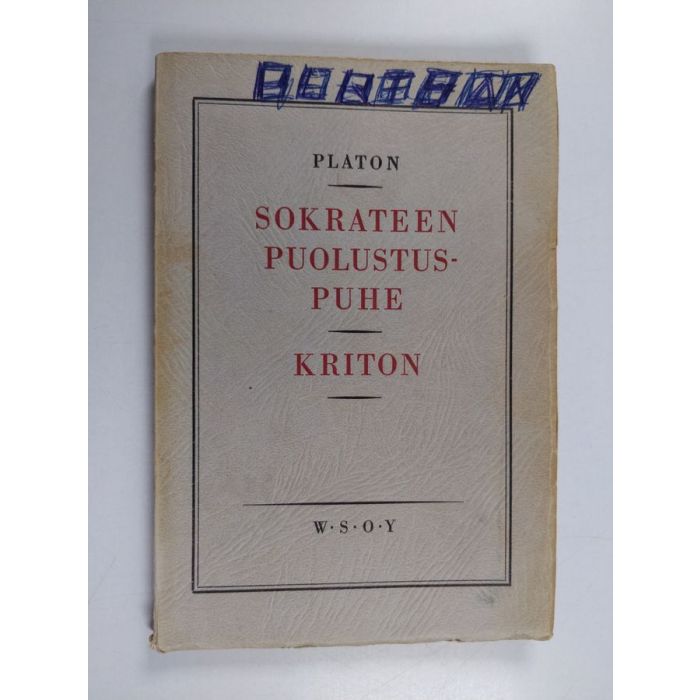 PLATON
SOKRATEEN
PUOLUSTUS-
PUHE
KRITON
W·S·O·Y